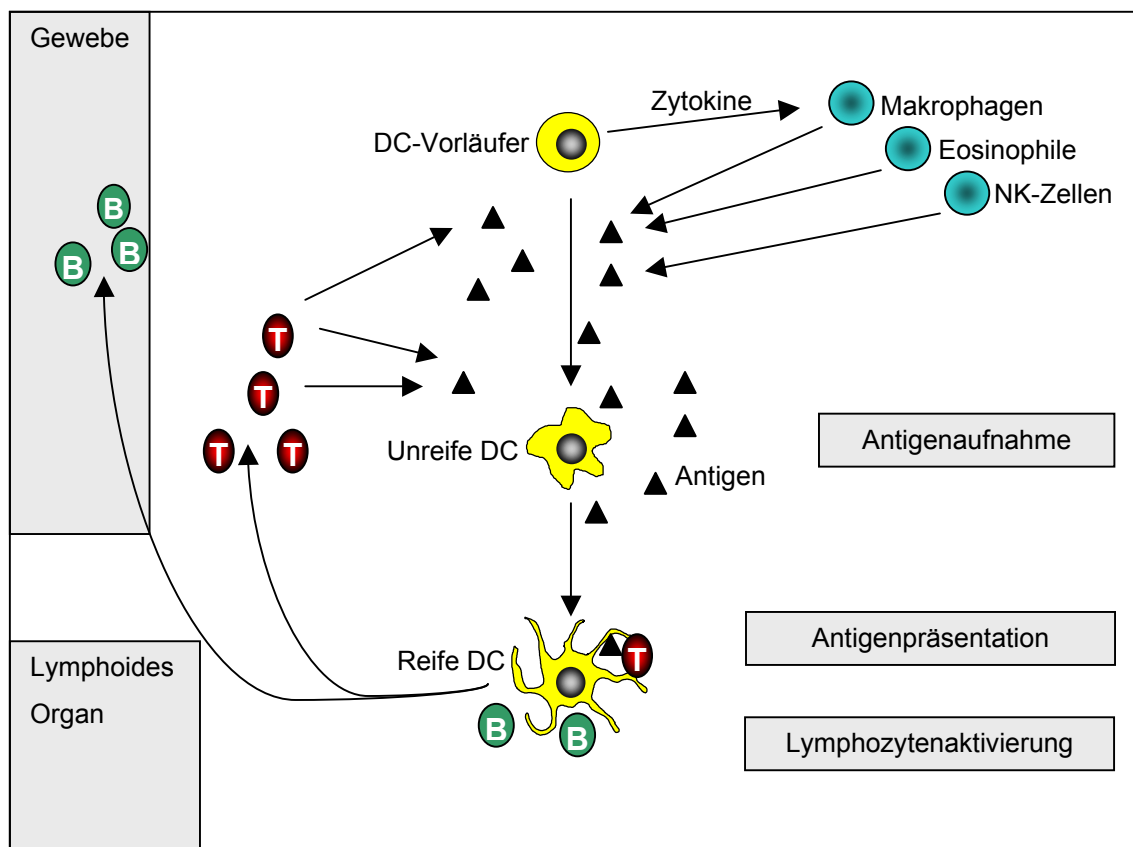 Gewebe
Zytokine
Makrophagen
DC-Vorläufer
Eosinophile
NK-Zellen
B
B
B
T
T
T
T
Unreife DC
Antigenaufnahme
Antigen
Antigenpräsentation
Lymphoides
Organ
Reife DC
T
B
B
Lymphozytenaktivierung